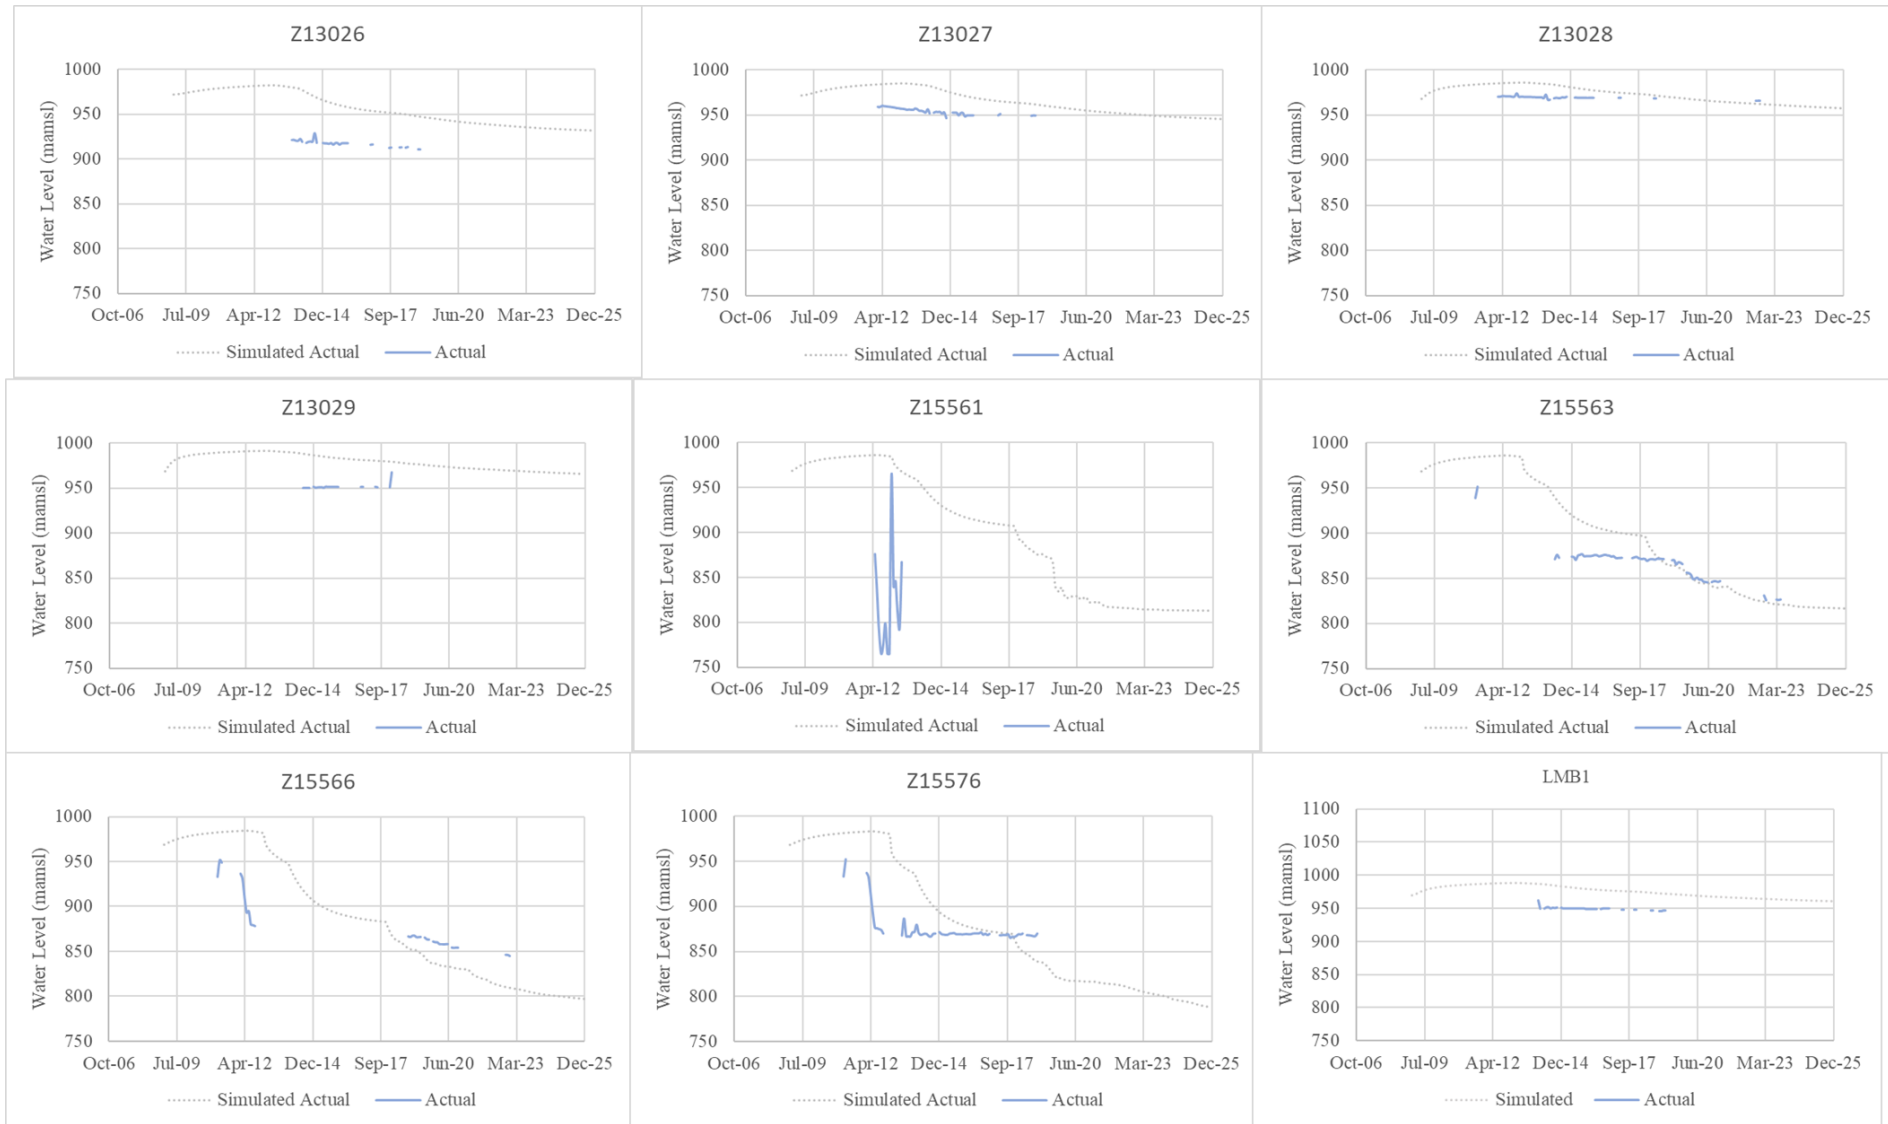 Z13026
Water Level (mamsl)
1000
950
900
850
800
750
Oct-06 Jul-09 Apr-12 Dec-14 Sep-17 Jun-20 Mar-23 Dec-25
Simulated Actual Actual
Z13027
Water Level (mamsl)
1000
950
900
850
800
750
Oct-06 Jul-09 Apr-12 Dec-14 Sep-17 Jun-20 Mar-23 Dec-25
Simulated Actual Actual
Z13028
Water Level (mamsl)
1000
950
900
850
800
750
Oct-06 Jul-09 Apr-12 Dec-14 Sep-17 Jun-20 Mar-23 Dec-25
Simulated Actual Actual
Z13029
Water Level (mamsl)
1000
950
900
850
800
750
Oct-06 Jul-09 Apr-12 Dec-14 Sep-17 Jun-20 Mar-23 Dec-25
Simulated Actual Actual
Z15561
Water Level (mamsl)
1000
950
900
850
800
750
Oct-06 Jul-09 Apr-12 Dec-14 Sep-17 Jun-20 Mar-23 Dec-25
Simulated Actual Actual
Z15563
Water Level (mamsl)
1000
950
900
850
800
750
Oct-06 Jul-09 Apr-12 Dec-14 Sep-17 Jun-20 Mar-23 Dec-25
Simulated Actual Actual
Z15566
Water Level (mamsl)
1000
950
900
850
800
750
Oct-06 Jul-09 Apr-12 Dec-14 Sep-17 Jun-20 Mar-23 Dec-25
Simulated Actual Actual
Z15576
Water Level (mamsl)
1000
950
900
850
800
750
Oct-06 Jul-09 Apr-12 Dec-14 Sep-17 Jun-20 Mar-23 Dec-25
Simulated Actual Actual
LMB1
Water Level (mamsl)
1100
1050
1000
950
900
850
800
750
Oct-06 Jul-09 Apr-12 Dec-14 Sep-17 Jun-20 Mar-23 Dec-25
Simulated Actual